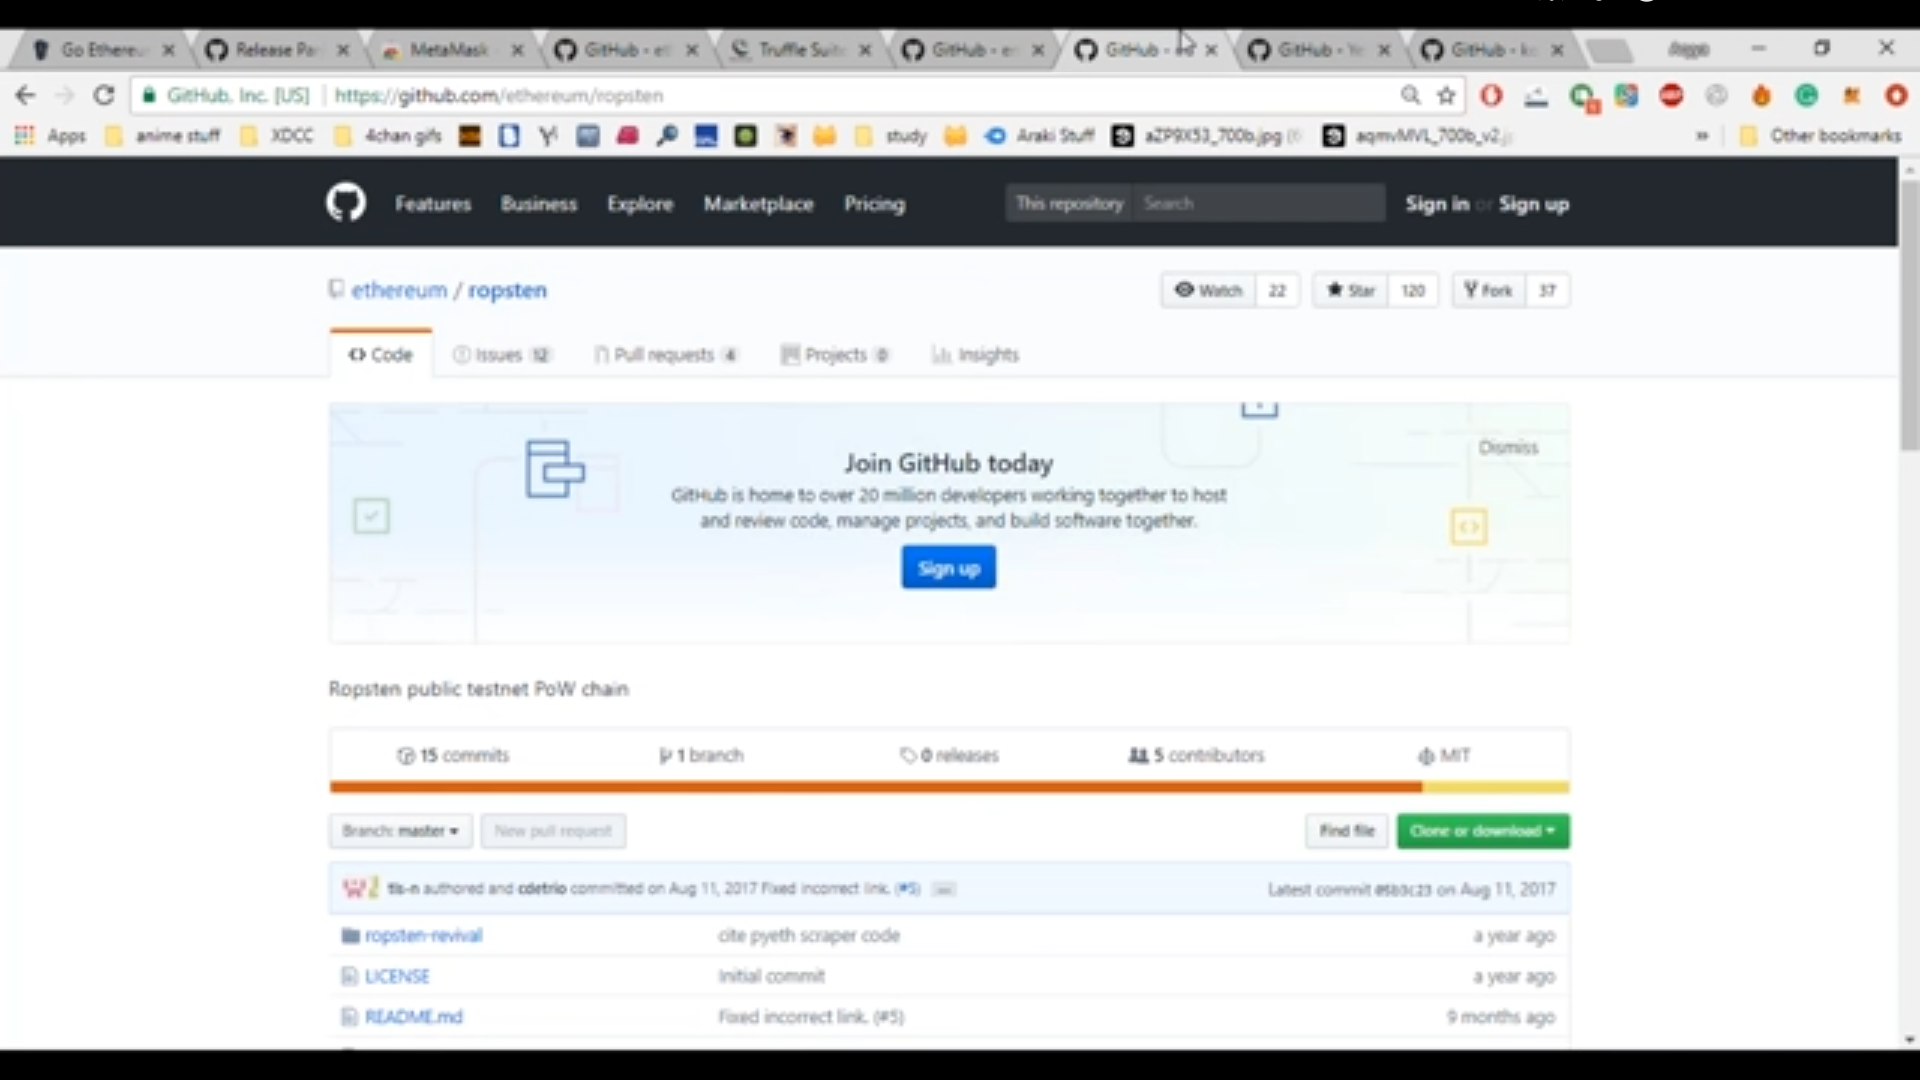 Go Ethereu
Release Pa
MetaMask
GitHub - e
Truffle Suit
GitHub - e
GitHub -
GitHub - 
GitHub - k
GitHub, Inc. [US] | https://github.com/ethereum/ropsten
Apps anime stuff XDCC 4chan gifs study Araki Stuff aZP9X53_700b.jpg aqmvMVL_700b_v2.j » Other bookmarks
Features Business Explore Marketplace Pricing This repository Search Sign in or Sign up
ethereum / ropsten Watch 22 Star 120 Fork 37
Code Issues 12 Pull requests 4 Projects 0 Insights
Dismiss
Join GitHub today
GitHub is home to over 20 million developers working together to host
and review code, manage projects, and build software together.
Sign up
Ropsten public testnet PoW chain
15 commits 1 branch 0 releases 5 contributors MIT
Branch: master New pull request Find file Clone or download
tls-n authored and cdetrio committed on Aug 11, 2017 Fixed incorrect link. (#5) Latest commit on Aug 11, 2017
ropsten-revival cite pyeth scraper code a year ago
LICENSE Initial commit a year ago
README.md Fixed incorrect link. (#5) 9 months ago